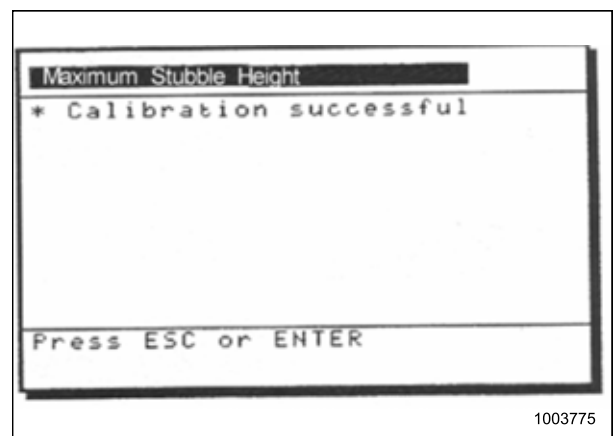 Maximum Stubble Height
* Calibration successful
Press ESC or ENTER
1003775